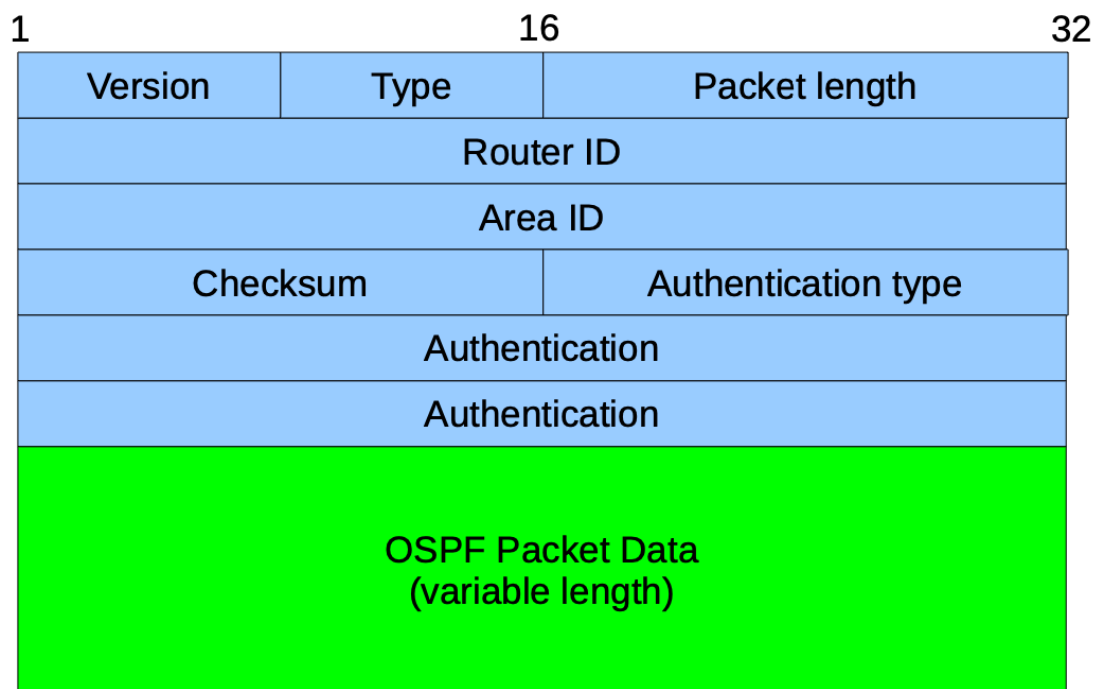 1 16 32
Version Type Packet length
Router ID
Area ID
Checksum Authentication type
Authentication
Authentication
OSPF Packet Data
(variable length)